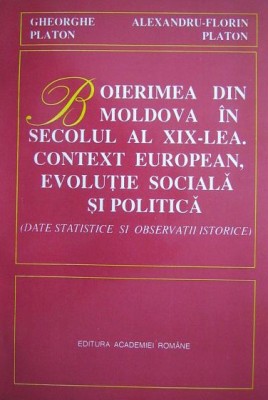 GHEORGHE ALEXANDRU-FLORIN
PLATON PLATON
BOIERIMEA DIN
MOLDOVA ÎN
SECOLUL AL XIX-LEA.
CONTEXT EUROPEAN,
EVOLUȚIE SOCIALĂ
ȘI POLITICĂ
(DATE STATISTICE SI OBSERVAȚII ISTORICE)
EDITURA ACADEMIEI ROMÂNE